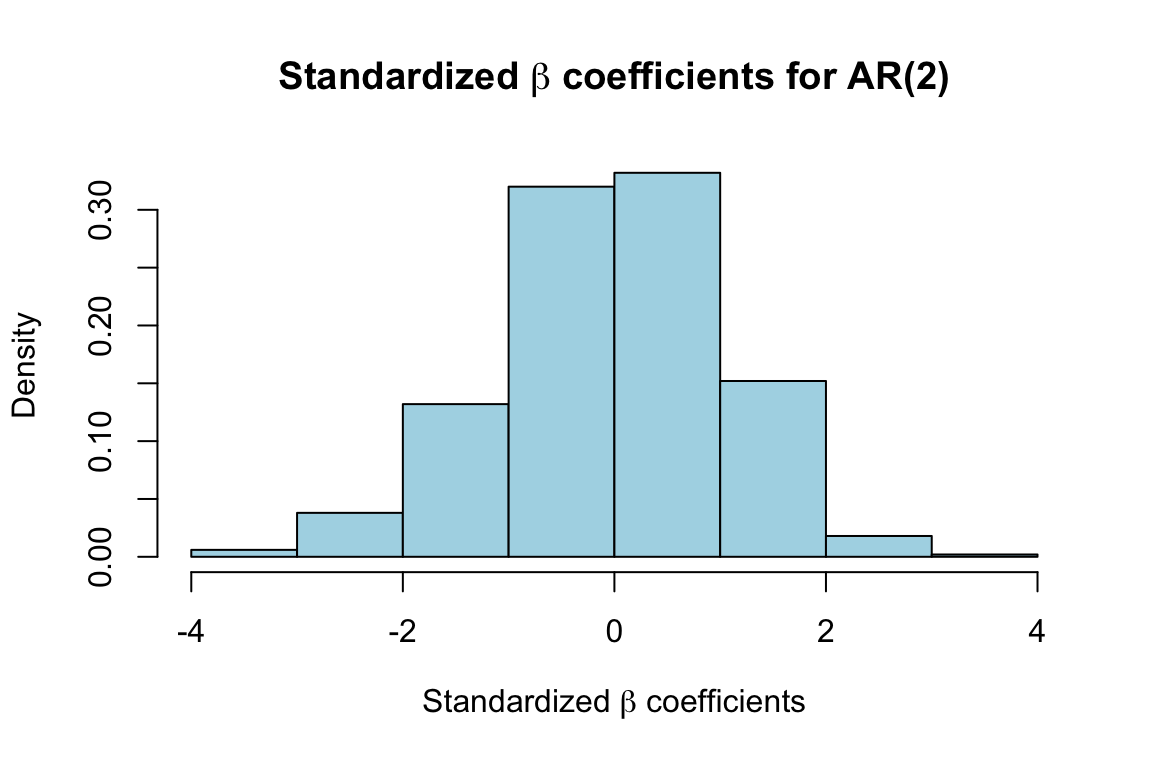 Standardized β coefficients for AR(2)
Density
0.30
0.20
0.10
0.00
-4 -2 0 2 4
Standardized β coefficients